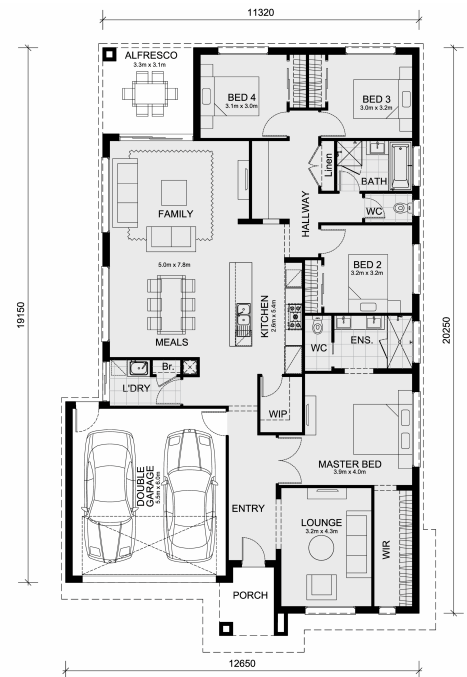 11320
ALFRESCO
3.3m x 3.1m
BED 4
3.1m x 3.0m
BED 3
3.0m x 3.2m
Linen
BATH
FAMILY
WC
HALLWAY
5.0m x 7.8m
BED 2
3.2m x 3.2m
KITCHEN
2.6m x 5.4m
19150
20250
MEALS
WC
ENS.
Br.
L'DRY
WIP
MASTER BED
3.9m x 4.0m
DOUBLE
GARAGE
5.5m x 6.0m
ENTRY
LOUNGE
3.2m x 4.3m
WIR
PORCH
12650